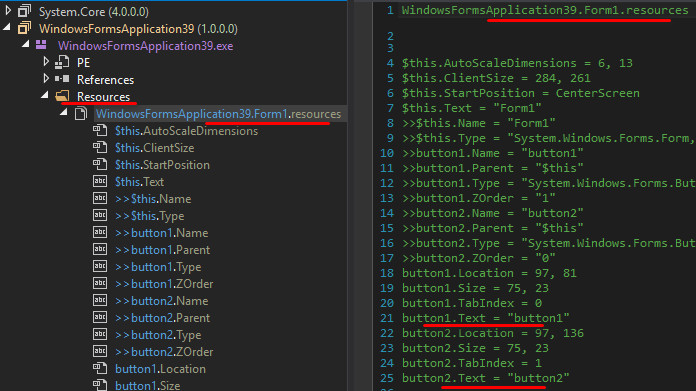 System.Core (4.0.0.0)
WindowsFormsApplication39 (1.0.0.0)
WindowsFormsApplication39.exe
PE
References
Resources
WindowsFormsApplication39.Form1.resources
$this.AutoScaleDimensions
$this.ClientSize
$this.StartPosition
$this.Text
>>$this.Name
>>$this.Type
>>button1.Name
>>button1.Parent
>>button1.Type
>>button1.ZOrder
>>button2.Name
>>button2.Parent
>>button2.Type
>>button2.ZOrder
button1.Location
button1.Size
1 WindowsFormsApplication39.Form1.resources
2
3
4 $this.AutoScaleDimensions = 6, 13
5 $this.ClientSize = 284, 261
6 $this.StartPosition = CenterScreen
7 $this.Text = "Form1"
8 >>$this.Name = "Form1"
9 >>$this.Type = "System.Windows.Forms.Form,
10 >>button1.Name = "button1"
11 >>button1.Parent = "$this"
12 >>button1.Type = "System.Windows.Forms.But
13 >>button1.ZOrder = "1"
14 >>button2.Name = "button2"
15 >>button2.Parent = "$this"
16 >>button2.Type = "System.Windows.Forms.But
17 >>button2.ZOrder = "0"
18 button1.Location = 97, 81
19 button1.Size = 75, 23
20 button1.TabIndex = 0
21 button1.Text = "button1"
22 button2.Location = 97, 136
23 button2.Size = 75, 23
24 button2.TabIndex = 1
25 button2.Text = "button2"